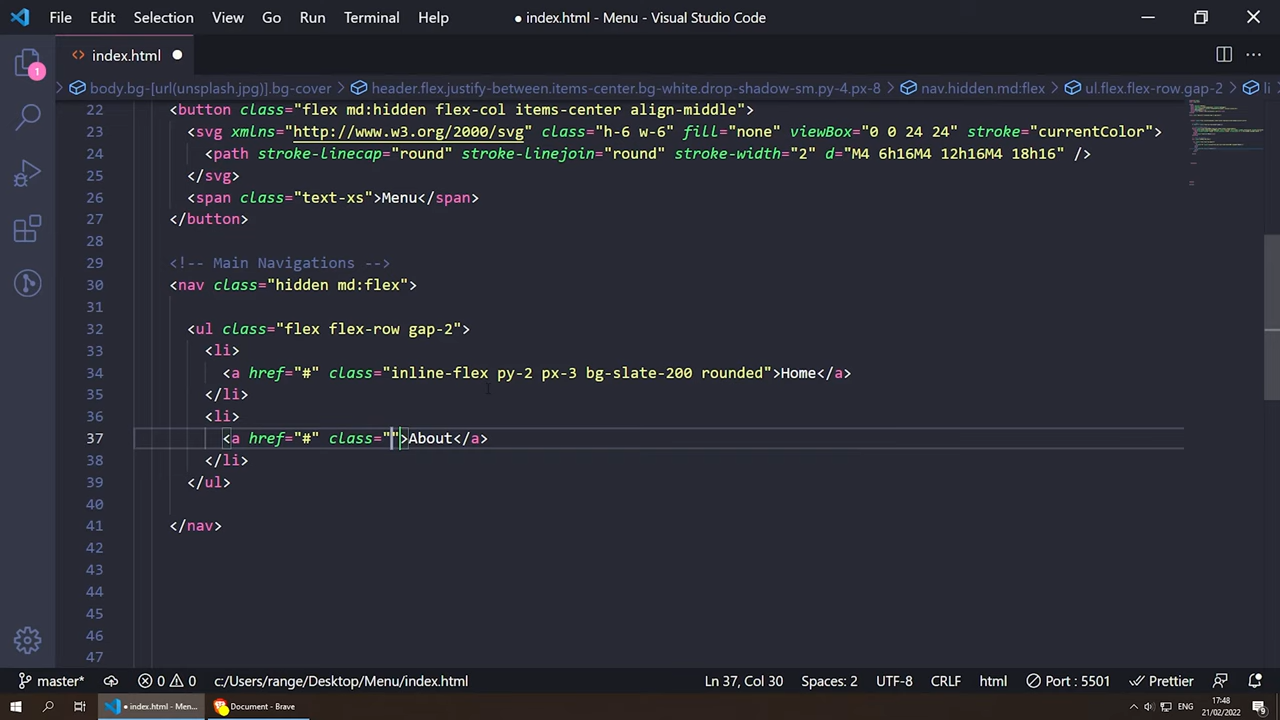 File Edit Selection View Go Run Terminal Help ● index.html - Menu - Visual Studio Code
<> index.html ●
1
body.bg-[url(unsplash.jpg)].bg-cover > header.flex.justify-between.items-center.bg-white.drop-shadow-sm.py-4.px-8 > nav.hidden.md:flex > ul.flex.flex-row.gap-2 > li
22 <button class="flex md:hidden flex-col items-center align-middle">
23 <svg xmlns="http://www.w3.org/2000/svg" class="h-6 w-6" fill="none" viewBox="0 0 24 24" stroke="currentColor">
24 <path stroke-linecap="round" stroke-linejoin="round" stroke-width="2" d="M4 6h16M4 12h16M4 18h16" />
25 </svg>
26 <span class="text-xs">Menu</span>
27 </button>
28
29 <!-- Main Navigations -->
30 <nav class="hidden md:flex">
31
32 <ul class="flex flex-row gap-2">
33 <li>
34 <a href="#" class="inline-flex py-2 px-3 bg-slate-200 rounded">Home</a>
35 </li>
36 <li>
37 <a href="#" class="">About</a>
38 </li>
39 </ul>
40
41 </nav>
42
43
44
45
46
47
master* 0 0 c:/Users/range/Desktop/Menu/index.html Ln 37, Col 30 Spaces: 2 UTF-8 CRLF html Port : 5501 Prettier
● index.html - Men... Document - Brave ENG 17:48
21/02/2022 9